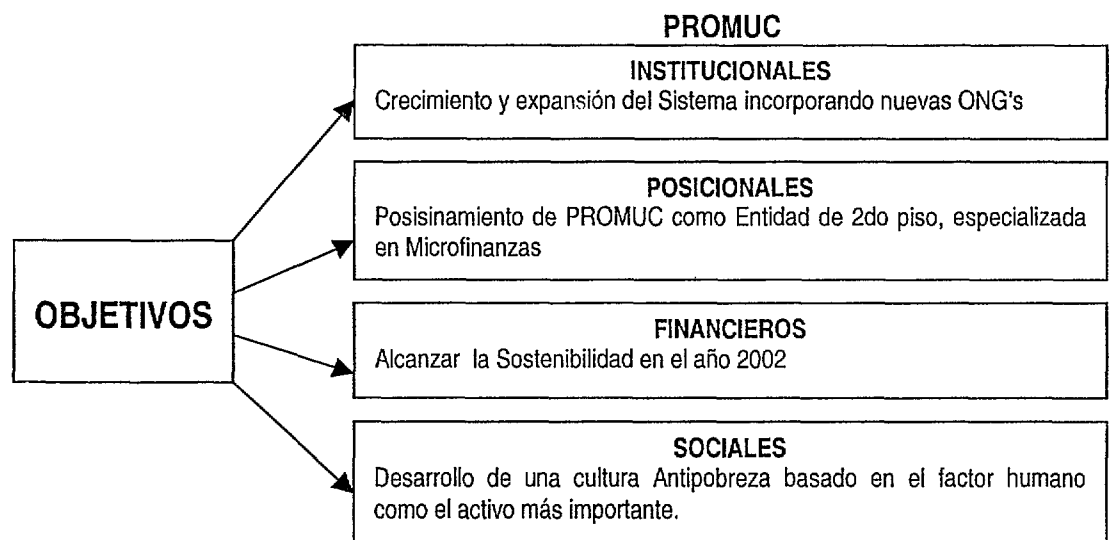 PROMUC
INSTITUCIONALES
Crecimiento y expansión del Sistema incorporando nuevas ONG's
POSICIONALES
Posisinamiento de PROMUC como Entidad de 2do piso, especializada
en Microfinanzas
OBJETIVOS
FINANCIEROS
Alcanzar la Sostenibilidad en el año 2002
SOCIALES
Desarrollo de una cultura Antipobreza basado en el factor humano
como el activo más importante.